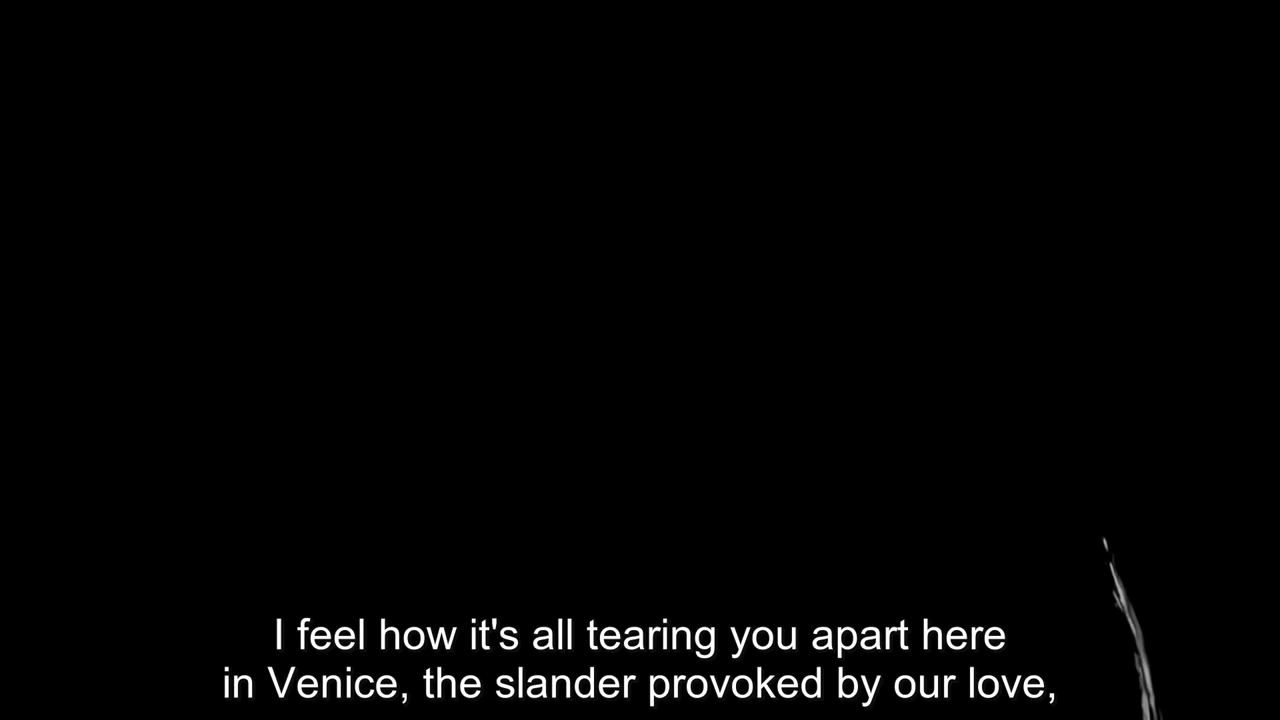 I feel how it's all tearing you apart here
in Venice, the slander provoked by our love,